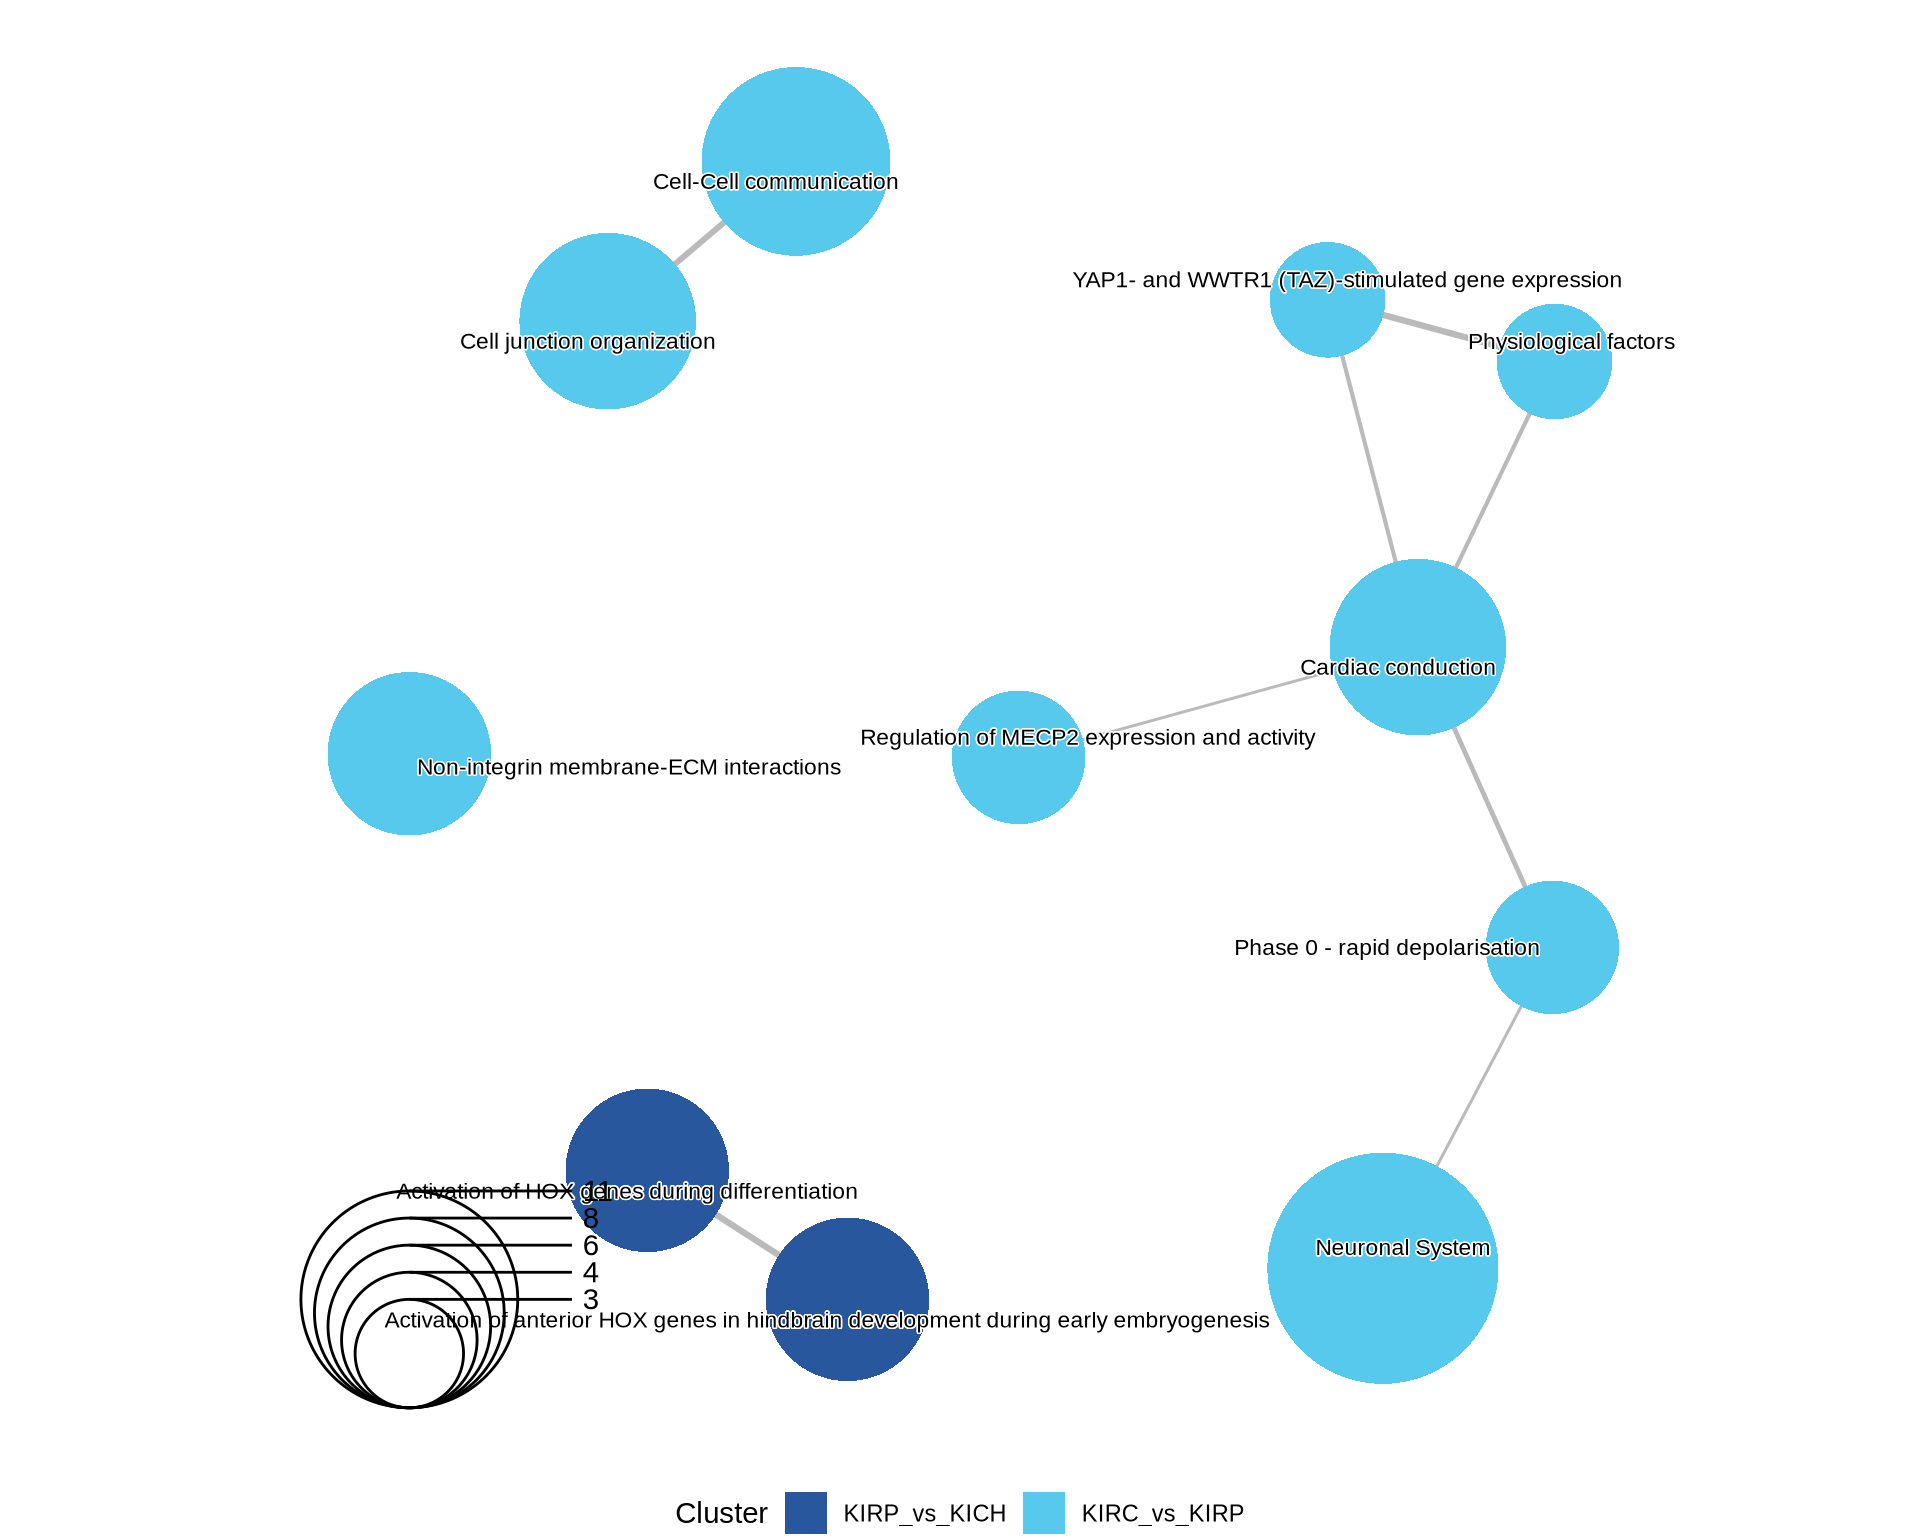 Cell-Cell communication
YAP1- and WWTR1 (TAZ)-stimulated gene expression
Cell junction organization
Physiological factors
Cardiac conduction
Regulation of MECP2 expression and activity
Non-integrin membrane-ECM interactions
Phase 0 - rapid depolarisation
Activation of HOX genes during differentiation
11
8
6
4
3
Neuronal System
Activation of anterior HOX genes in hindbrain development during early embryogenesis
Cluster KIRP_vs_KICH KIRC_vs_KIRP